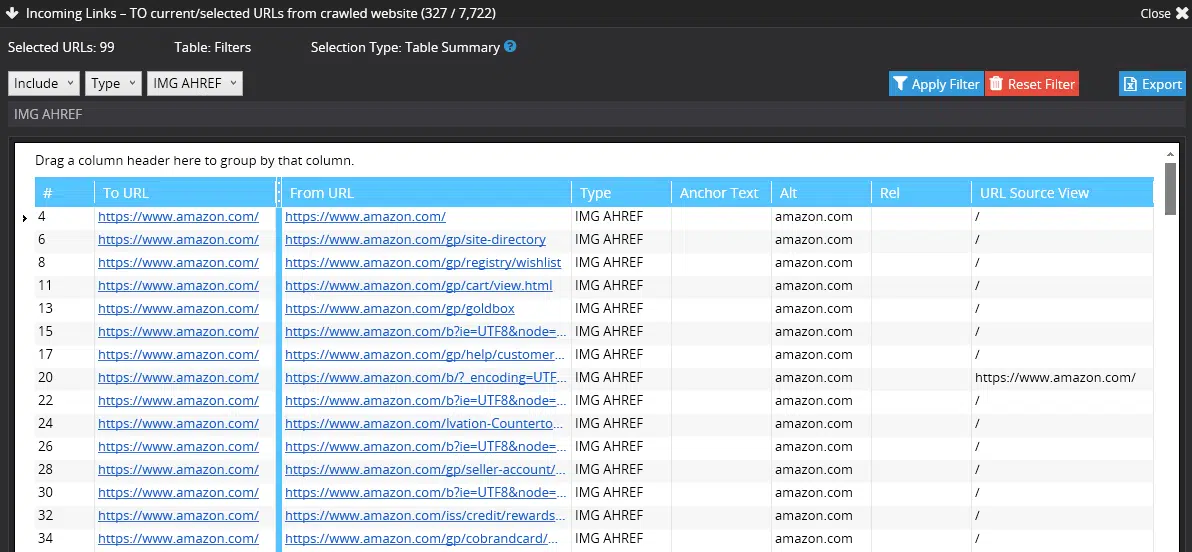 Incoming Links – TO current/selected URLs from crawled website (327 / 7,722) Close
Selected URLs: 99 Table: Filters Selection Type: Table Summary ?
Include Type IMG AHREF Apply Filter Reset Filter Export
IMG AHREF
Drag a column header here to group by that column.
# To URL From URL Type Anchor Text Alt Rel URL Source View
4 https://www.amazon.com/ https://www.amazon.com/ IMG AHREF amazon.com /
6 https://www.amazon.com/ https://www.amazon.com/gp/site-directory IMG AHREF amazon.com /
8 https://www.amazon.com/ https://www.amazon.com/gp/registry/wishlist IMG AHREF amazon.com /
11 https://www.amazon.com/ https://www.amazon.com/gp/cart/view.html IMG AHREF amazon.com /
13 https://www.amazon.com/ https://www.amazon.com/gp/goldbox IMG AHREF amazon.com /
15 https://www.amazon.com/ https://www.amazon.com/b?ie=UTF8&node=... IMG AHREF amazon.com /
17 https://www.amazon.com/ https://www.amazon.com/gp/help/customer... IMG AHREF amazon.com /
20 https://www.amazon.com/ https://www.amazon.com/b/?_encoding=UTF... IMG AHREF amazon.com https://www.amazon.com/
22 https://www.amazon.com/ https://www.amazon.com/b?ie=UTF8&node=... IMG AHREF amazon.com /
24 https://www.amazon.com/ https://www.amazon.com/Ivation-Counterto... IMG AHREF amazon.com /
26 https://www.amazon.com/ https://www.amazon.com/b?ie=UTF8&node=... IMG AHREF amazon.com /
28 https://www.amazon.com/ https://www.amazon.com/gp/seller-account/... IMG AHREF amazon.com /
30 https://www.amazon.com/ https://www.amazon.com/b?ie=UTF8&node=... IMG AHREF amazon.com /
32 https://www.amazon.com/ https://www.amazon.com/iss/credit/rewards... IMG AHREF amazon.com /
34 https://www.amazon.com/ https://www.amazon.com/gp/cobrandcard/... IMG AHREF amazon.com /